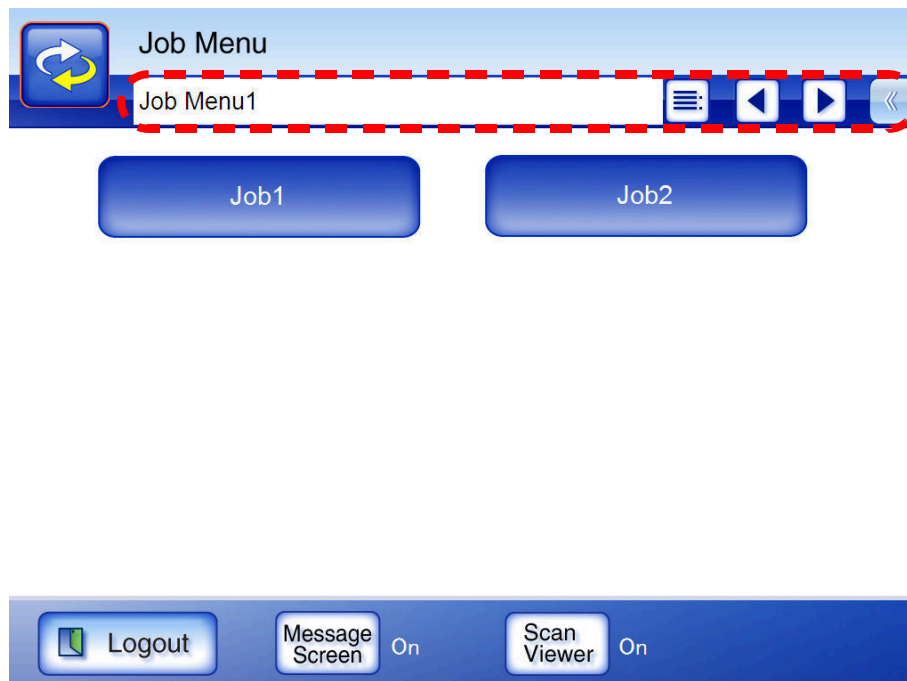 Job Menu
Job Menu1
Job1
Job2
Logout
Message
Screen
On
Scan
Viewer
On